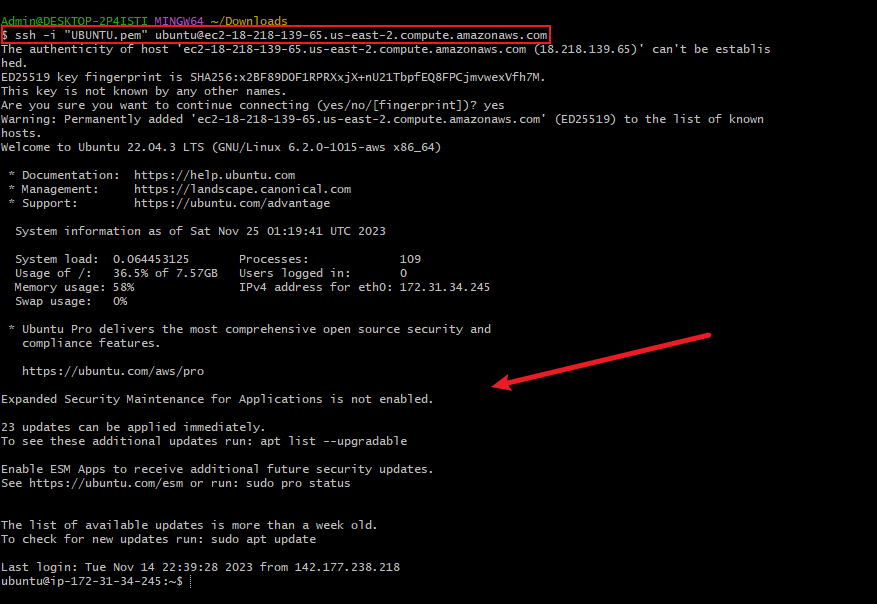 Admin@DESKTOP-2P4ISTI MINGW64 ~/Downloads
$ ssh -i "UBUNTU.pem" ubuntu@ec2-18-218-139-65.us-east-2.compute.amazonaws.com
The authenticity of host 'ec2-18-218-139-65.us-east-2.compute.amazonaws.com (18.218.139.65)' can't be establis
hed.
ED25519 key fingerprint is SHA256:x2BF89DOF1RPRXxjX+nU21TbpfEQ8FPCjmvwexVfh7M.
This key is not known by any other names.
Are you sure you want to continue connecting (yes/no/[fingerprint])? yes
Warning: Permanently added 'ec2-18-218-139-65.us-east-2.compute.amazonaws.com' (ED25519) to the list of known
hosts.
Welcome to Ubuntu 22.04.3 LTS (GNU/Linux 6.2.0-1015-aws x86_64)
* Documentation:  https://help.ubuntu.com
* Management:     https://landscape.canonical.com
* Support:        https://ubuntu.com/advantage
System information as of Sat Nov 25 01:19:41 UTC 2023
System load:  0.064453125       Processes:             109
Usage of /:   36.5% of 7.57GB   Users logged in:       0
Memory usage: 58%               IPv4 address for eth0: 172.31.34.245
Swap usage:   0%
* Ubuntu Pro delivers the most comprehensive open source security and
compliance features.
https://ubuntu.com/aws/pro
Expanded Security Maintenance for Applications is not enabled.
23 updates can be applied immediately.
To see these additional updates run: apt list --upgradable
Enable ESM Apps to receive additional future security updates.
See https://ubuntu.com/esm or run: sudo pro status
The list of available updates is more than a week old.
To check for new updates run: sudo apt update
Last login: Tue Nov 14 22:39:28 2023 from 142.177.238.218
ubuntu@ip-172-31-34-245:~$